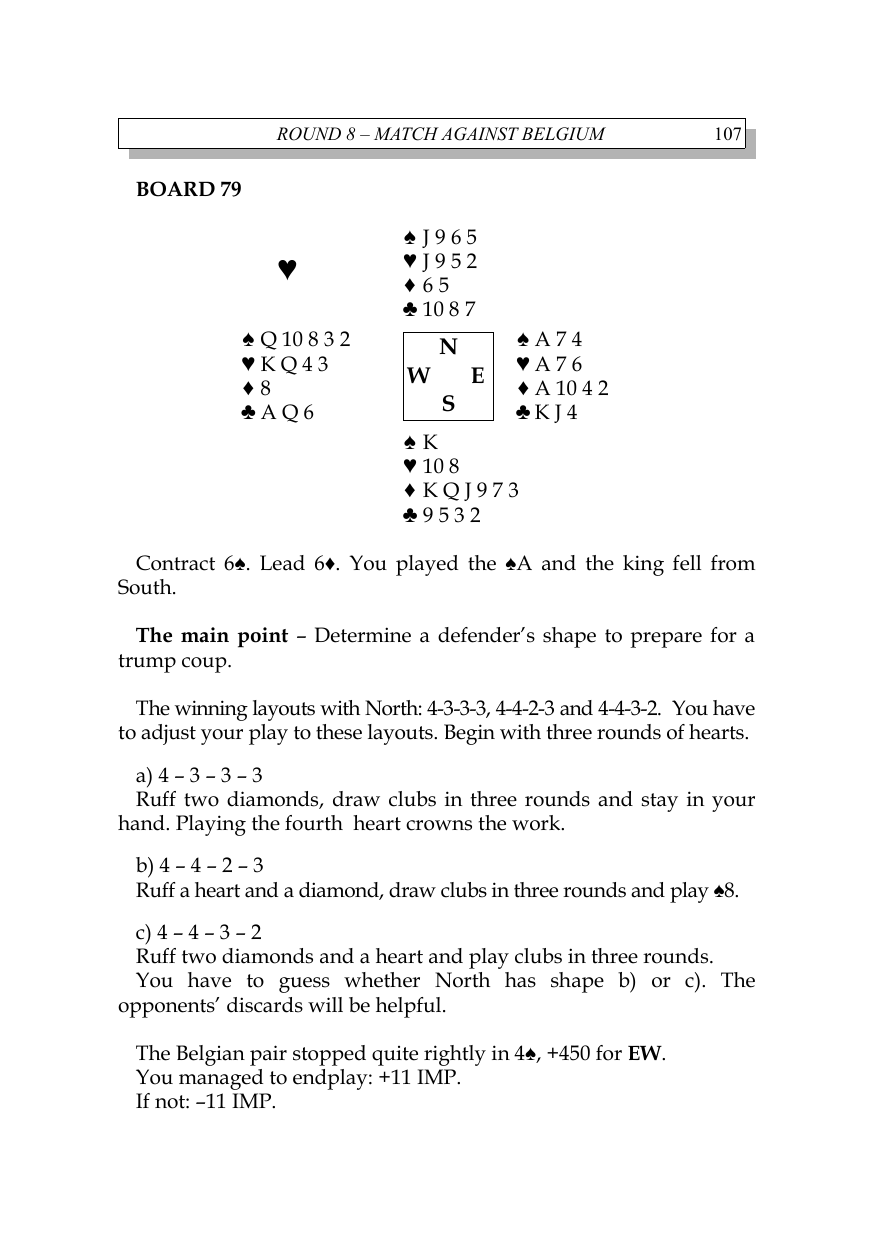 ROUND 8 – MATCH AGAINST BELGIUM 107
BOARD 79
♠ J 9 6 5
♥ J 9 5 2
♥
♦ 6 5
♣ 10 8 7
♠ Q 10 8 3 2
♥ K Q 4 3
♦ 8
♣ A Q 6
N
W E
S
♠ A 7 4
♥ A 7 6
♦ A 10 4 2
♣ K J 4
♠ K
♥ 10 8
♦ K Q J 9 7 3
♣ 9 5 3 2
Contract 6♠. Lead 6♦. You played the ♠A and the king fell from
South.
The main point – Determine a defender's shape to prepare for a
trump coup.
The winning layouts with North: 4-3-3-3, 4-4-2-3 and 4-4-3-2. You have
to adjust your play to these layouts. Begin with three rounds of hearts.
a) 4 – 3 – 3 – 3
Ruff two diamonds, draw clubs in three rounds and stay in your
hand. Playing the fourth heart crowns the work.
b) 4 – 4 – 2 – 3
Ruff a heart and a diamond, draw clubs in three rounds and play ♠8.
c) 4 – 4 – 3 – 2
Ruff two diamonds and a heart and play clubs in three rounds.
You have to guess whether North has shape b) or c). The
opponents' discards will be helpful.
The Belgian pair stopped quite rightly in 4♠, +450 for EW.
You managed to endplay: +11 IMP.
If not: –11 IMP.